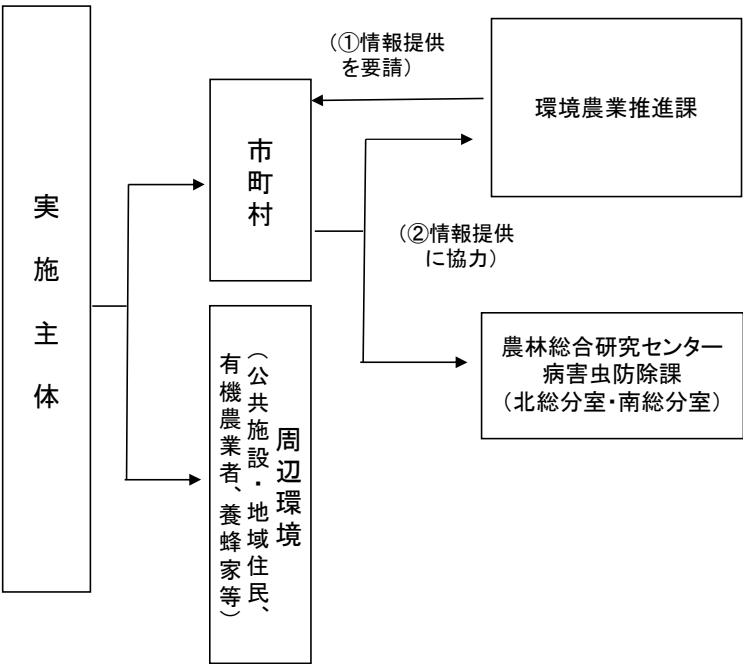 実施主体
市町村
周辺環境
（公共施設・地域住民、
有機農業者、養蜂家等）
（①情報提供
を要請）
環境農業推進課
（②情報提供
に協力）
農林総合研究センター
病害虫防除課
（北総分室・南総分室）